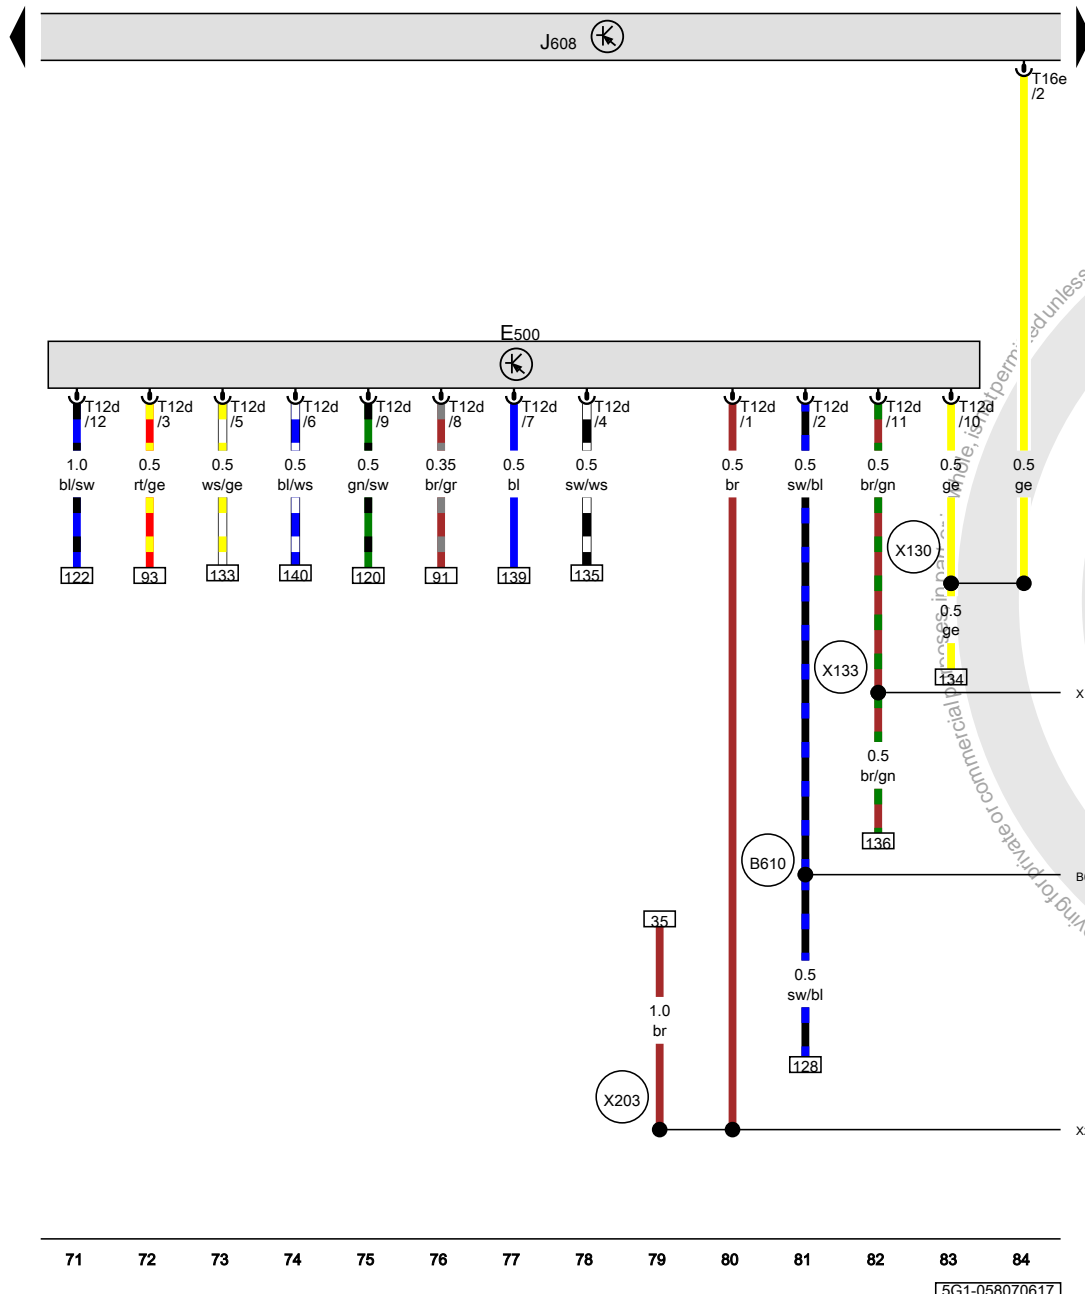 J608
T16e
/2
E500
T12d
/12
T12d
/3
T12d
/5
T12d
/6
T12d
/9
T12d
/8
T12d
/7
T12d
/4
T12d
/1
T12d
/2
T12d
/11
T12d
/10
1.0
bl/sw
0.5
rt/ge
0.5
ws/ge
0.5
bl/ws
0.5
gn/sw
0.35
br/gr
0.5
bl
0.5
sw/ws
0.5
br
0.5
sw/bl
0.5
br/gn
0.5
ge
0.5
ge
X130
122
93
133
140
120
91
139
135
0.5
ge
X133
134
0.5
br/gn
136
B610
35
0.5
sw/bl
1.0
br
128
X203
71 72 73 74 75 76 77 78 79 80 81 82 83 84
5G1-058070617